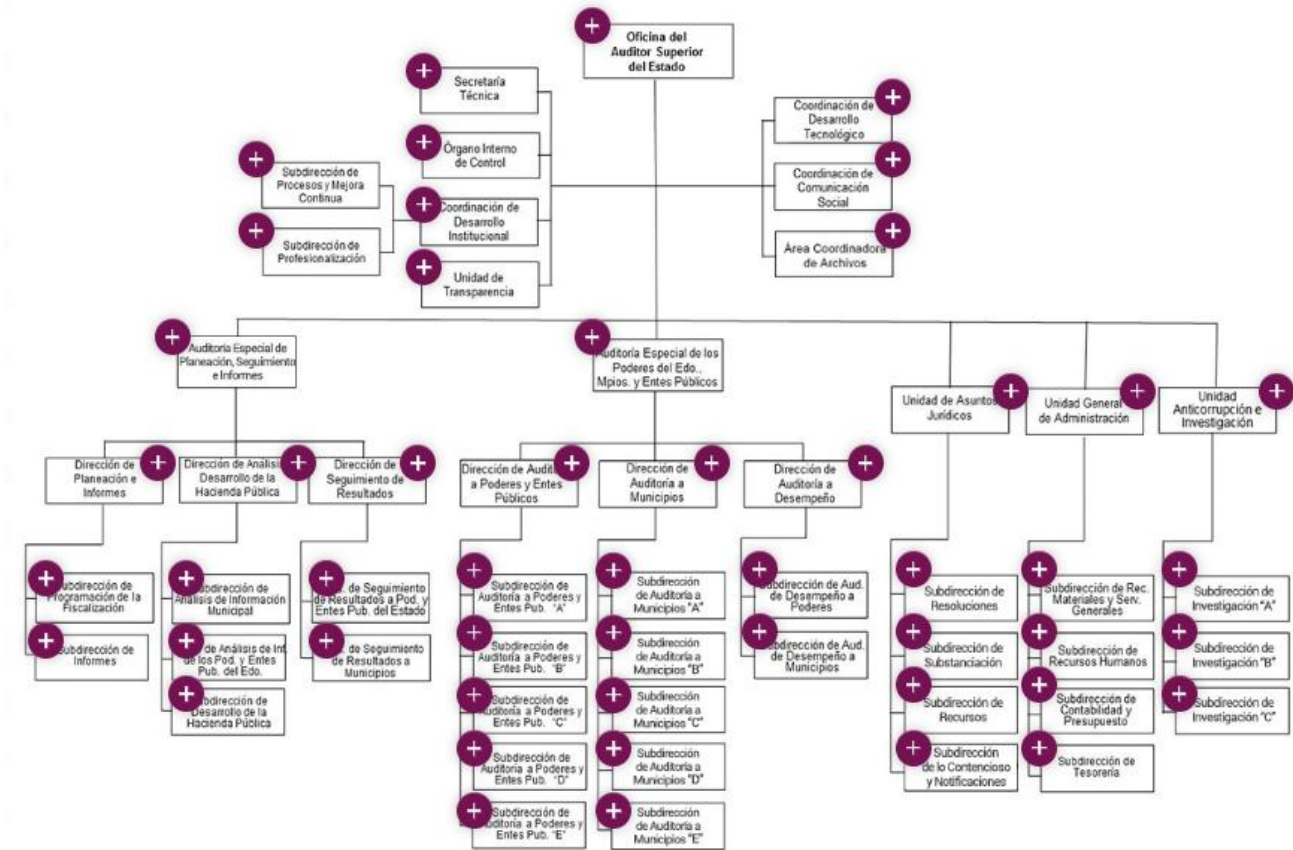 Oficina del
Auditor Superior
del Estado
Secretaría
Técnica
Coordinación de
Desarrollo
Tecnológico
Órgano Interno
de Control
Subdirección de
Procesos y Mejora
Continua
Coordinación de
Comunicación
Social
Coordinación de
Desarrollo
Institucional
Subdirección de
Profesionalización
Área Coordinadora
de Archivos
Unidad de
Transparencia
Auditoría Especial de
Planeación, Seguimiento
e Informes
Auditoría Especial de los
Poderes del Edo.,
Mpios. y Entes Públicos
Unidad de Asuntos
Jurídicos
Unidad General
de Administración
Unidad
Anticorrupción e
Investigación
Dirección de
Planeación e
Informes
Dirección de Análisis
Desarrollo de la
Hacienda Pública
Dirección de
Seguimiento de
Resultados
Dirección de
a Poderes y Entes
Públicos
Dirección de
Auditoría a
Municipios
Dirección de
Auditoría a
Desempeño
Subdirección de
Programación de la
Fiscalización
Subdirección de
Informes
Subdirección de
Análisis de Información
Municipal
de Análisis de Inf.
de los Pod. y Entes
Pub. del Edo.
Subdirección de
Desarrollo de la
Hacienda Pública
de Seguimiento
de Resultados a Pod. y
Entes Pub. del Estado
de Seguimiento
de Resultados a
Municipios
Subdirección de
Auditoría a Poderes y
Entes Pub. "A"
Subdirección de
Auditoría a Poderes y
Entes Pub. "B"
Subdirección de
Auditoría a Poderes y
Entes Pub. "C"
Subdirección de
Auditoría a Poderes y
Entes Pub. "D"
Subdirección de
Auditoría a Poderes y
Entes Pub. "E"
Subdirección
de Auditoría a
Municipios "A"
Subdirección
de Auditoría a
Municipios "B"
Subdirección
de Auditoría a
Municipios "C"
Subdirección
de Auditoría a
Municipios "D"
Subdirección
de Auditoría a
Municipios "E"
Subdirección de Aud.
de Desempeño a
Poderes
Subdirección de Aud.
de Desempeño a
Municipios
Subdirección de
Resoluciones
Subdirección de
Substanciación
Subdirección de
Recursos
Subdirección
de lo Contencioso
y Notificaciones
Subdirección de Rec.
Materiales y Serv.
Generales
Subdirección de
Recursos Humanos
Subdirección de
Contabilidad y
Presupuesto
Subdirección de
Tesorería
Subdirección de
Investigación "A"
Subdirección de
Investigación "B"
Subdirección de
Investigación "C"